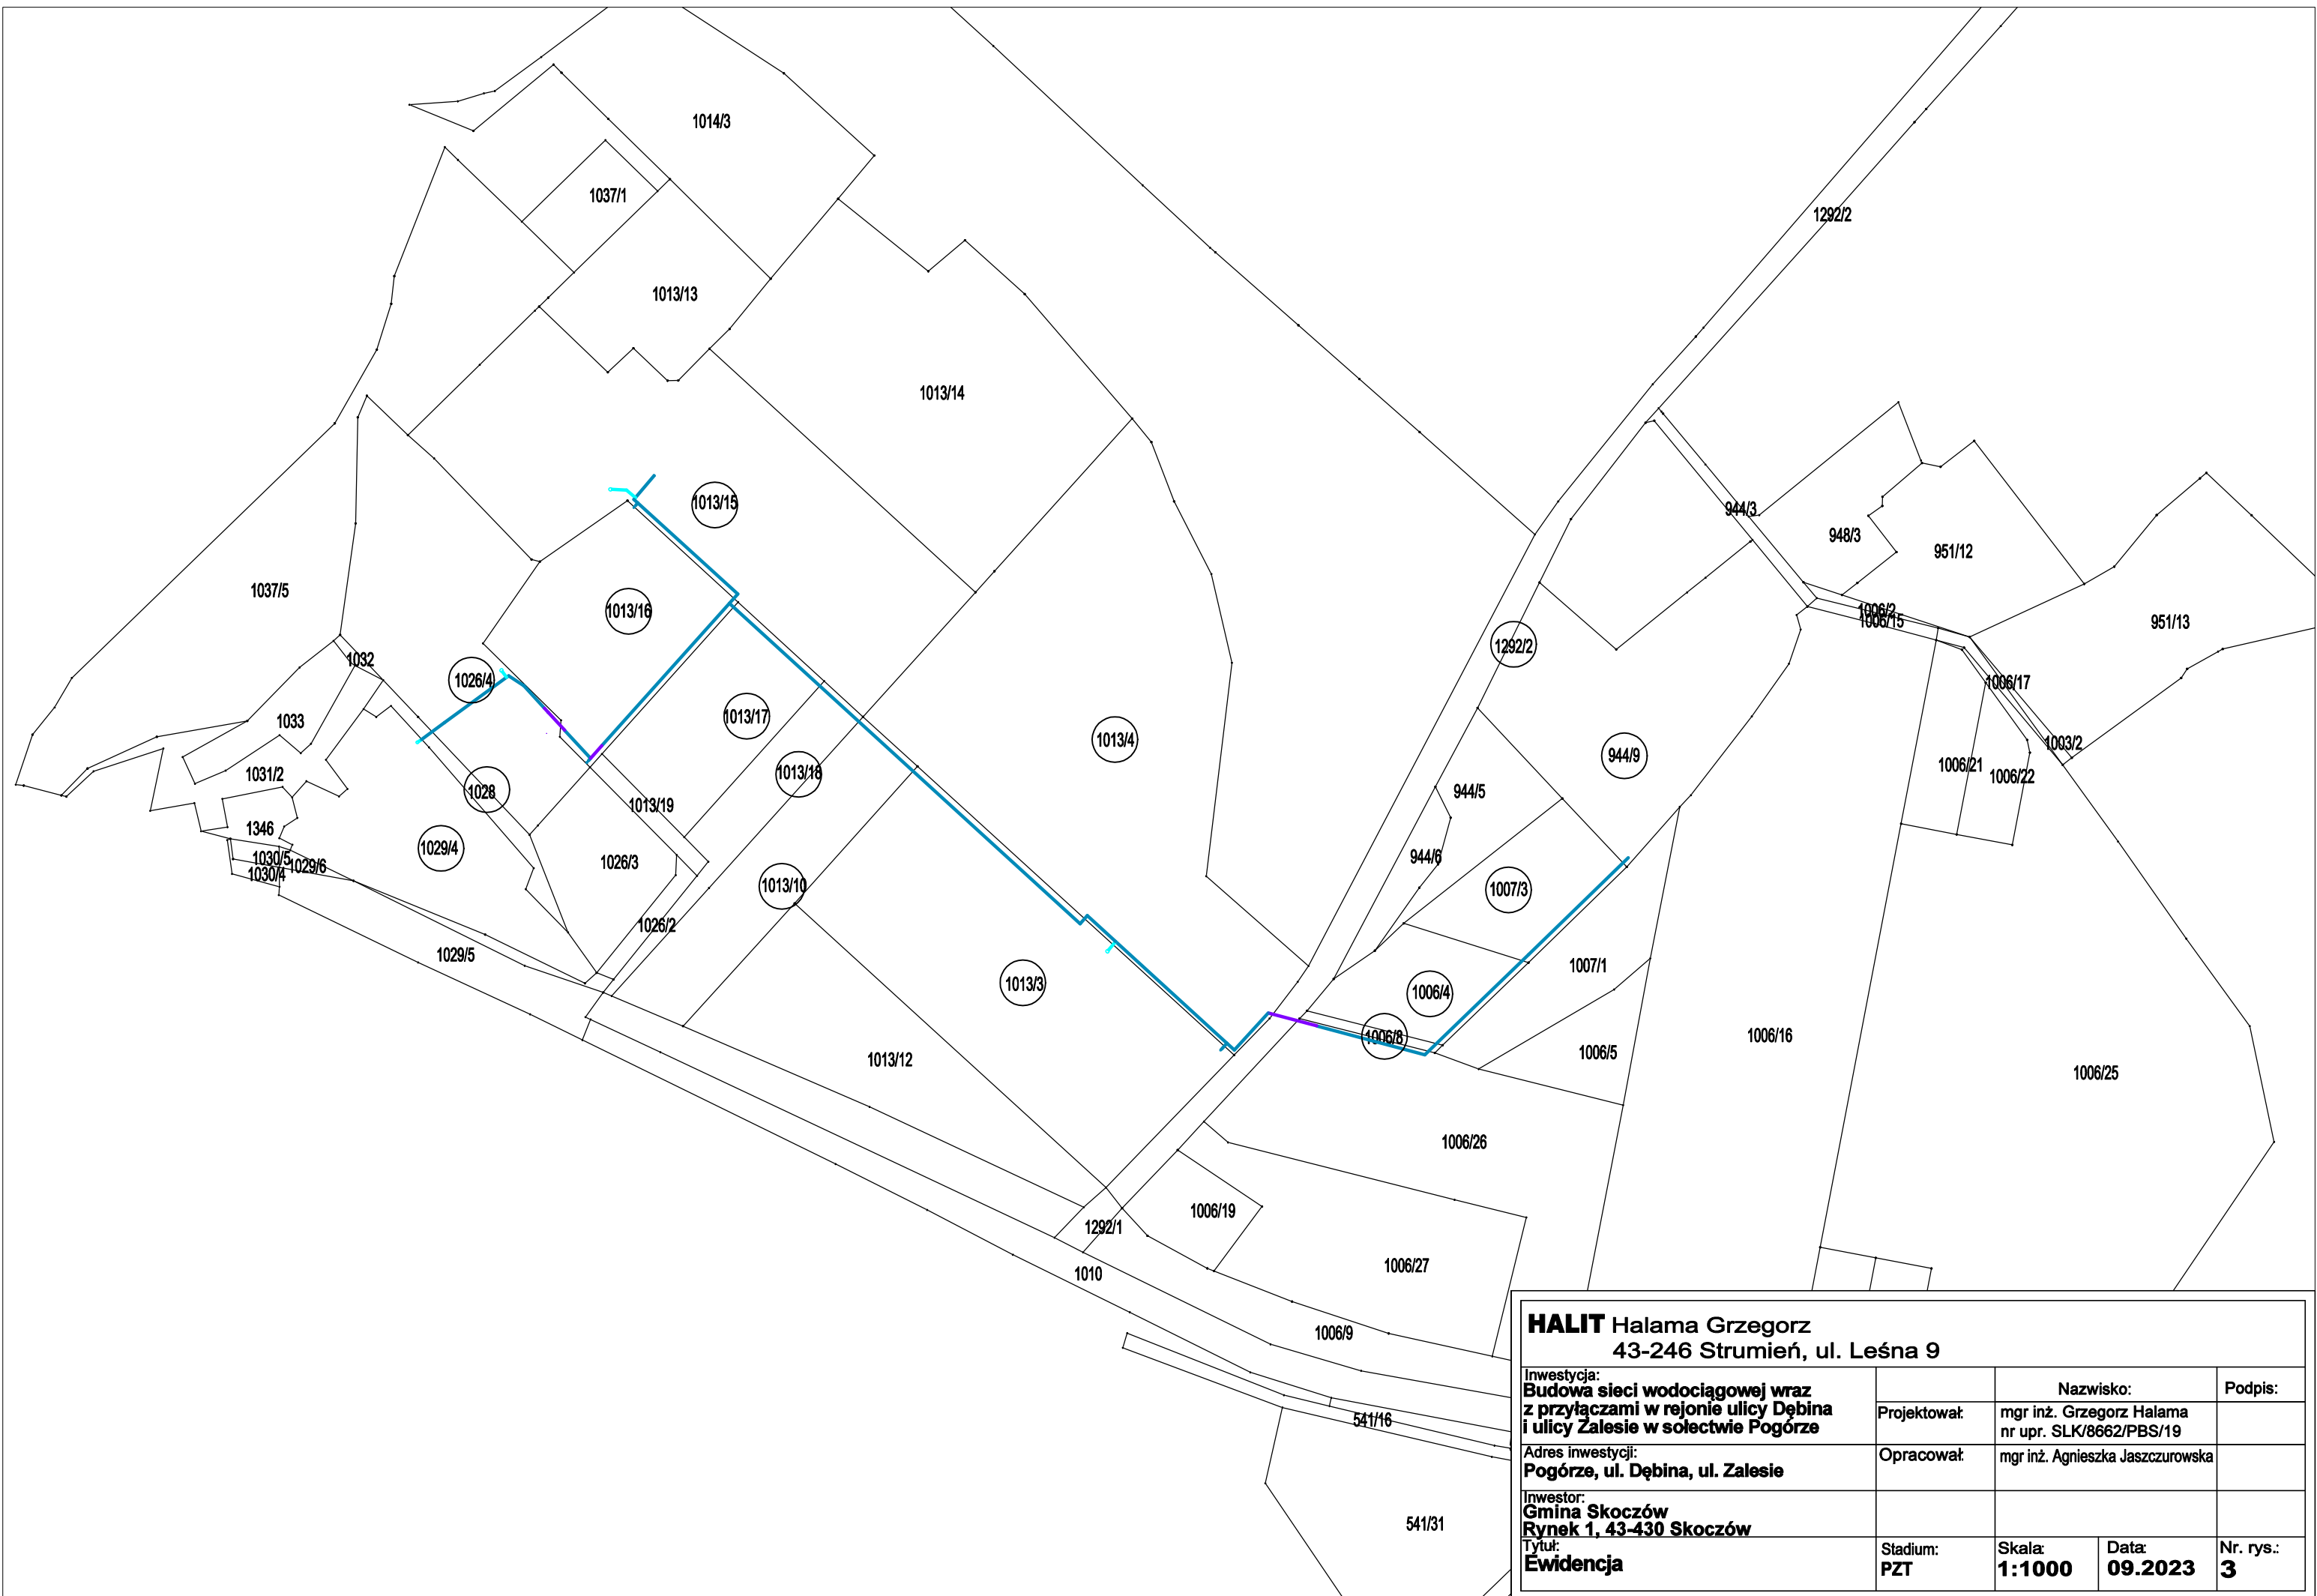 1014/3
1037/1
1292/2
1013/13
1013/14
1013/15
944/3
948/3
951/12
1037/5
1013/16
1006/2
1006/15
951/13
1292/2
1032
1026/4
1006/17
1033
1013/17
1013/4
944/9
1003/2
1031/2
1028
1013/19
1013/18
944/5
1006/21
1006/22
1346
1029/4
1026/3
944/6
1030/5
1029/6
1030/4
1013/10
1007/3
1026/2
1029/5
1013/3
1007/1
1006/4
1006/8
1006/16
1006/5
1013/12
1006/25
1006/26
1006/19
1292/1
1006/27
1010
1006/9
541/16
541/31
HALIT Halama Grzegorz
43-246 Strumień, ul. Leśna 9
Inwestycja:
Budowa sieci wodociągowej wraz
z przyłączami w rejonie ulicy Dębina
i ulicy Zalesie w sołectwie Pogórze
Nazwisko:
Podpis:
Projektował:
mgr inż. Grzegorz Halama
nr upr. SLK/8662/PBS/19
Adres inwestycji:
Pogórze, ul. Dębina, ul. Zalesie
Opracował:
mgr inż. Agnieszka Jaszczurowska
Inwestor:
Gmina Skoczów
Rynek 1, 43-430 Skoczów
Tytuł:
Ewidencja
Stadium:
PZT
Skala:
1:1000
Data:
09.2023
Nr. rys.:
3